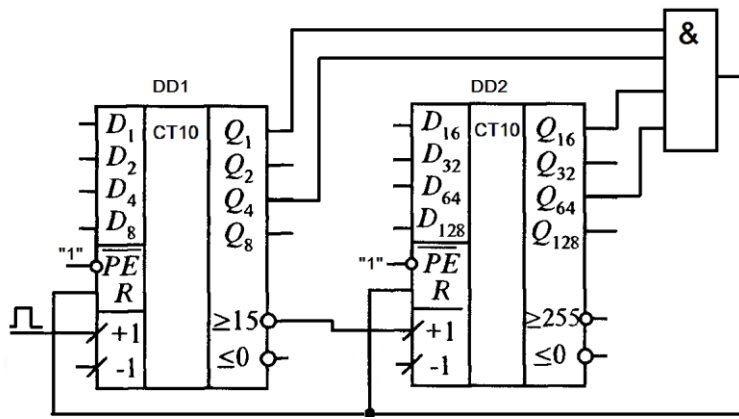 &
DD1
DD2
D1
CT10
Q1
D2
Q2
D4
Q4
D8
Q8
"1"
PE
R
+1
≥15
-1
≤0
D16
CT10
Q16
D32
Q32
D64
Q64
D128
Q128
"1"
PE
R
+1
≥255
-1
≤0